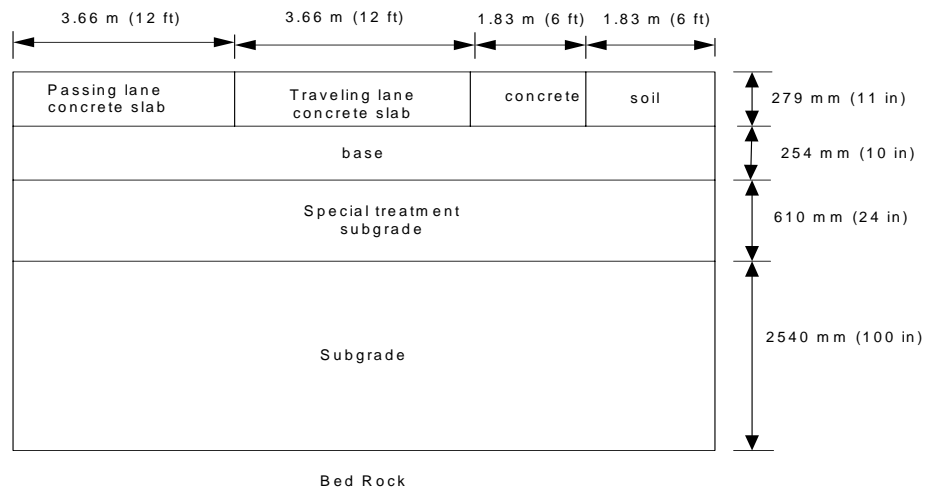 3.66 m (12 ft) 3.66 m (12 ft) 1.83 m (6 ft) 1.83 m (6 ft)
Passing lane
concrete slab
Traveling lane
concrete slab
concrete
soil
279 mm (11 in)
base
254 mm (10 in)
Special treatment
subgrade
610 mm (24 in)
Subgrade
2540 mm (100 in)
Bed Rock